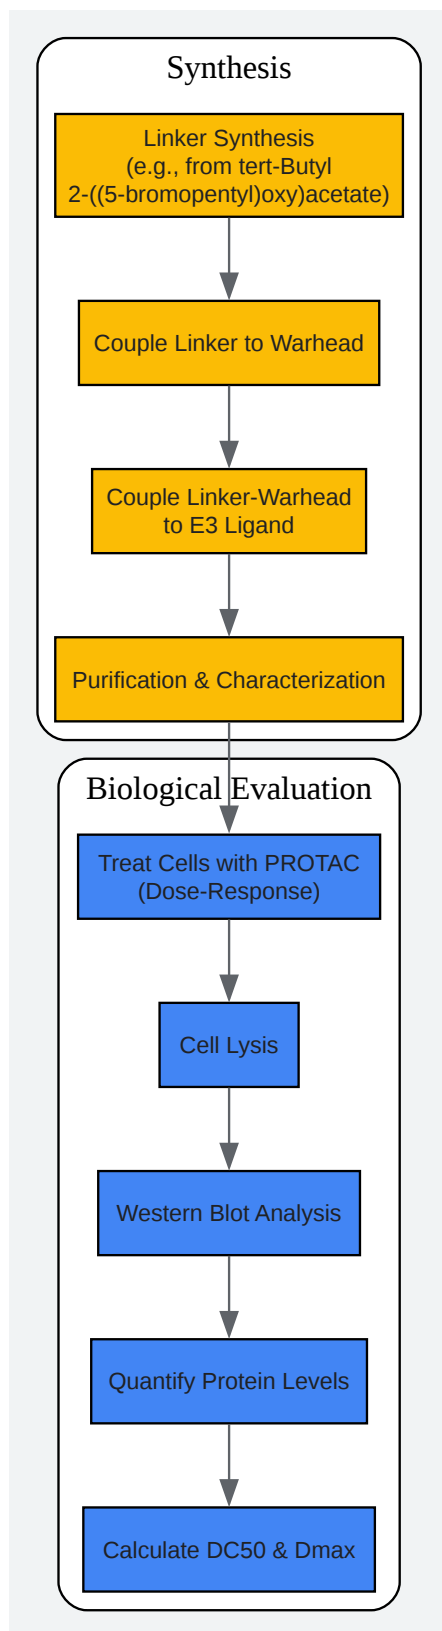 Synthesis
Linker Synthesis
(e.g., from tert-Butyl
2-((5-bromopentyl)oxy)acetate)
Couple Linker to Warhead
Couple Linker-Warhead
to E3 Ligand
Purification & Characterization
Biological Evaluation
Treat Cells with PROTAC
(Dose-Response)
Cell Lysis
Western Blot Analysis
Quantify Protein Levels
Calculate DC50 & Dmax